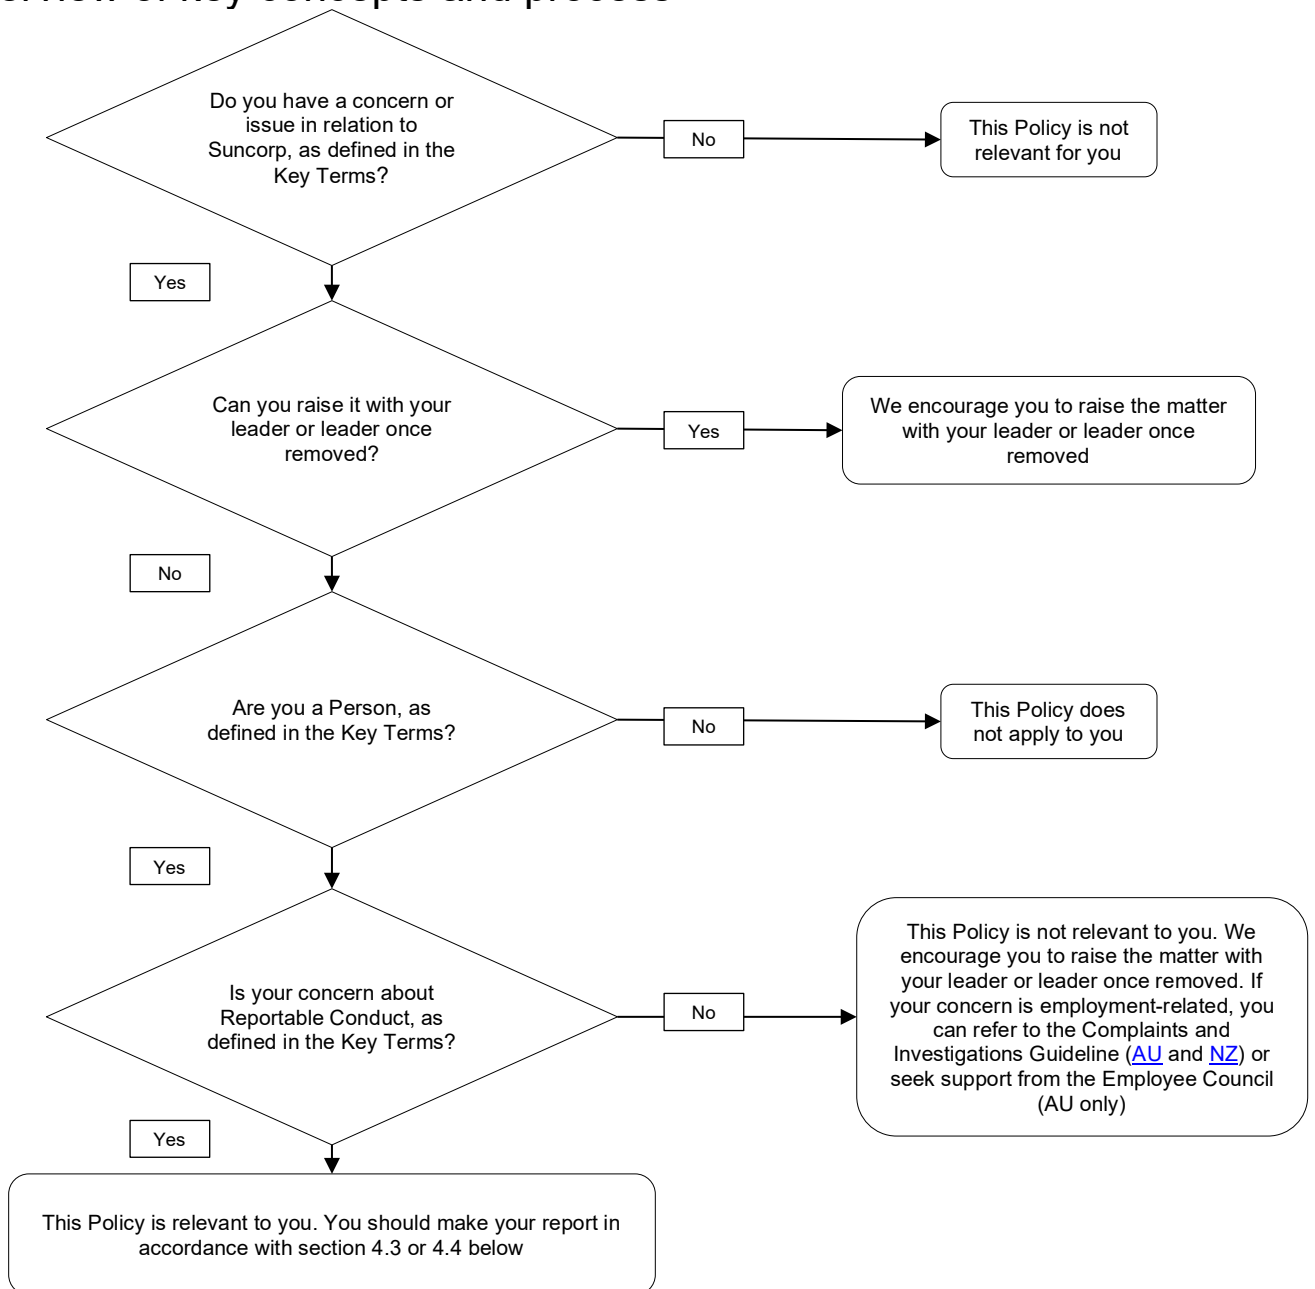 of key concepts and process
Do you have a concern or
issue in relation to
Suncorp, as defined in the
Key Terms?
No
This Policy is not
relevant for you
Yes
Can you raise it with your
leader or leader once
removed?
Yes
We encourage you to raise the matter
with your leader or leader once
removed
No
Are you a Person, as
defined in the Key Terms?
No
This Policy does
not apply to you
Yes
Is your concern about
Reportable Conduct, as
defined in the Key Terms?
No
This Policy is not relevant to you. We
encourage you to raise the matter with
your leader or leader once removed. If
your concern is employment-related, you
can refer to the Complaints and
Investigations Guideline (AU and NZ) or
seek support from the Employee Council
(AU only)
Yes
This Policy is relevant to you. You should make your report in
accordance with section 4.3 or 4.4 below